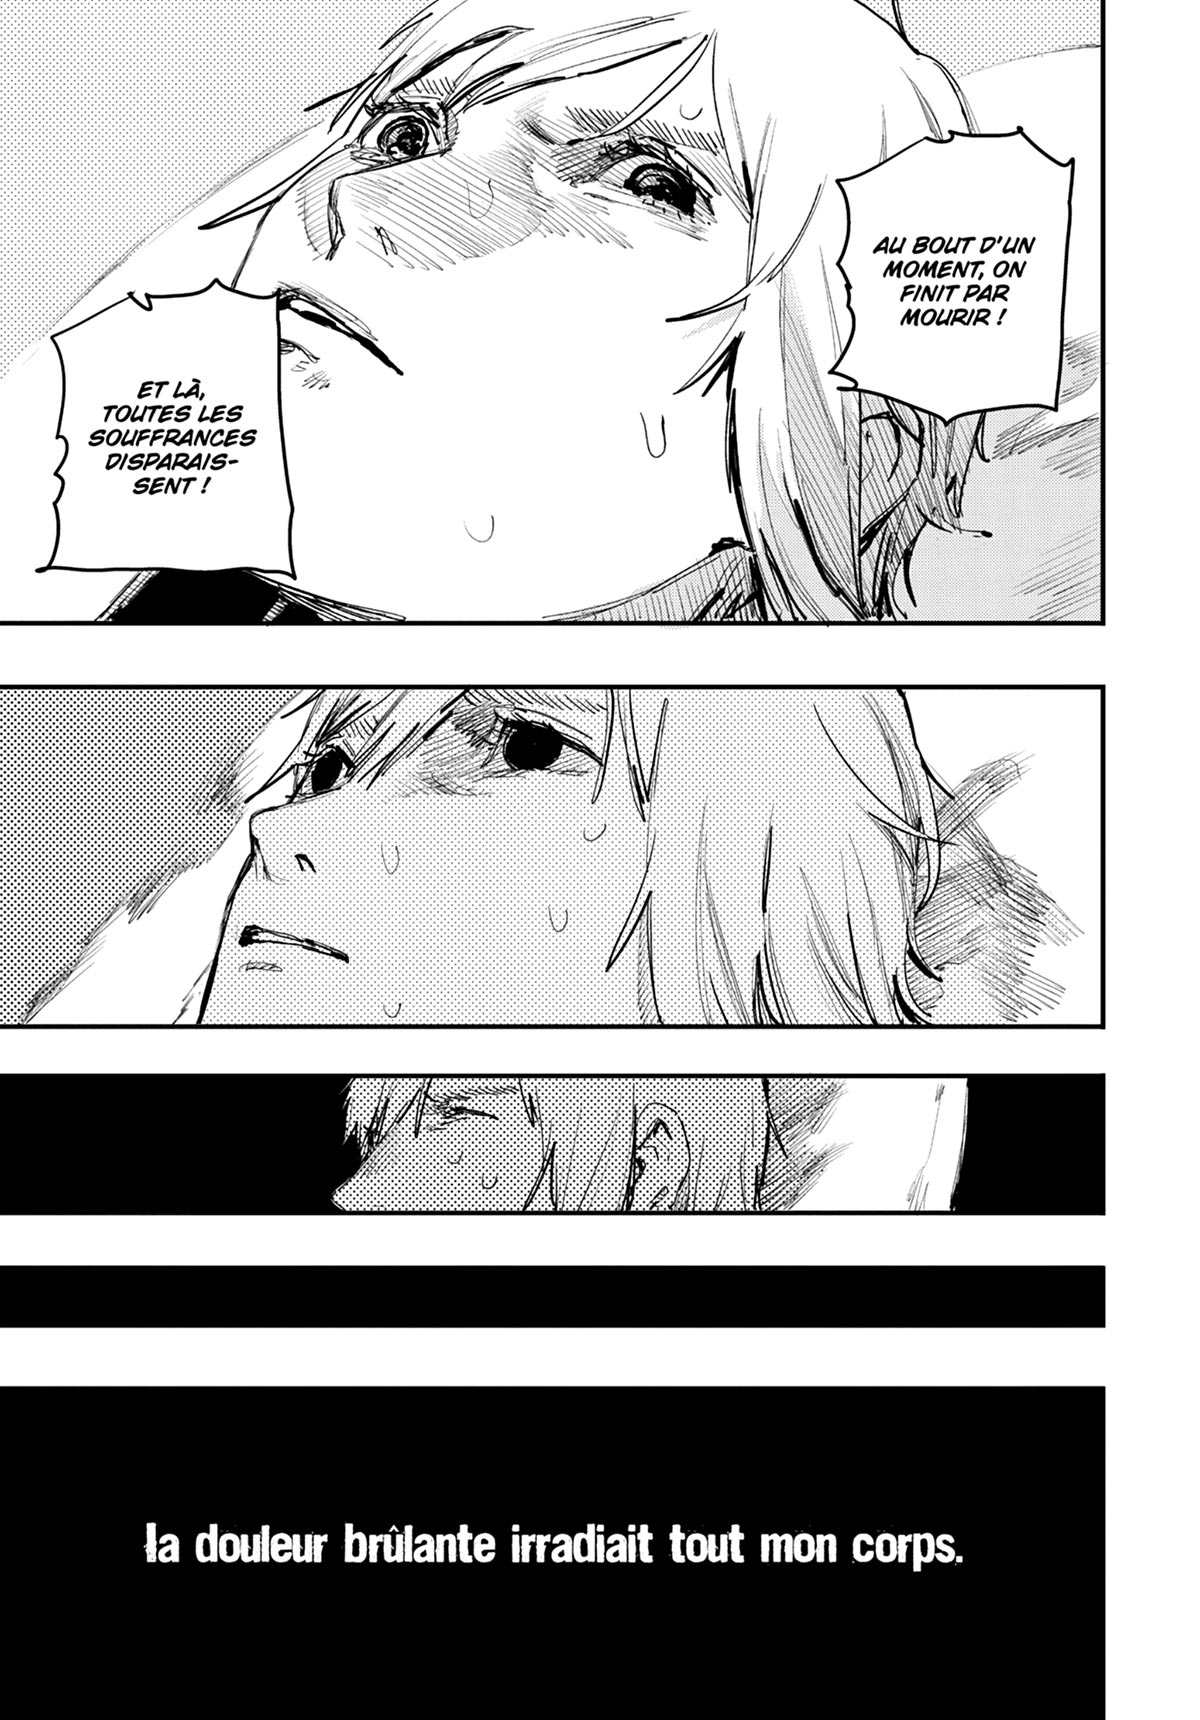 AU BOUT D'UN
MOMENT, ON
FINIT PAR
MOURIR !
ET LÀ,
TOUTES LES
SOUFFRANCES
DISPARAIS-
SENT !
la douleur brûlante irradiait tout mon corps.